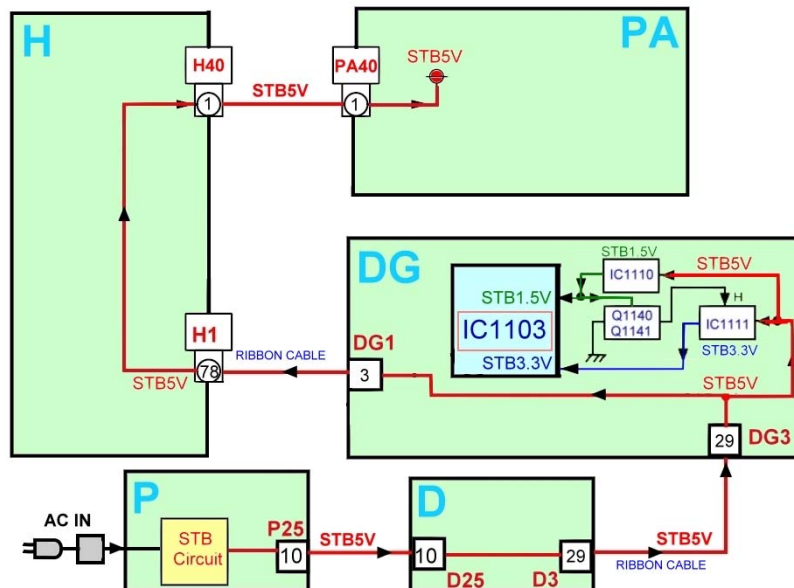 H
H40
1
STB5V
PA40
1
STB5V
PA
H1
78
STB5V
RIBBON CABLE
DG
DG1
3
STB1.5V
IC1103
STB3.3V
STB1.5V
IC1110
STB5V
Q1140
Q1141
H
IC1111
STB3.3V
STB5V
29
DG3
AC IN
P
STB
Circuit
P25
10
STB5V
D
10
D25
D3
29
STB5V
RIBBON CABLE